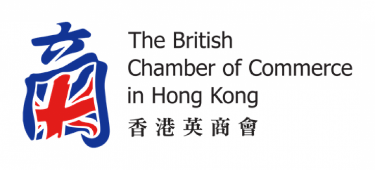 商
The British
Chamber of Commerce
in Hong Kong
香港英商會